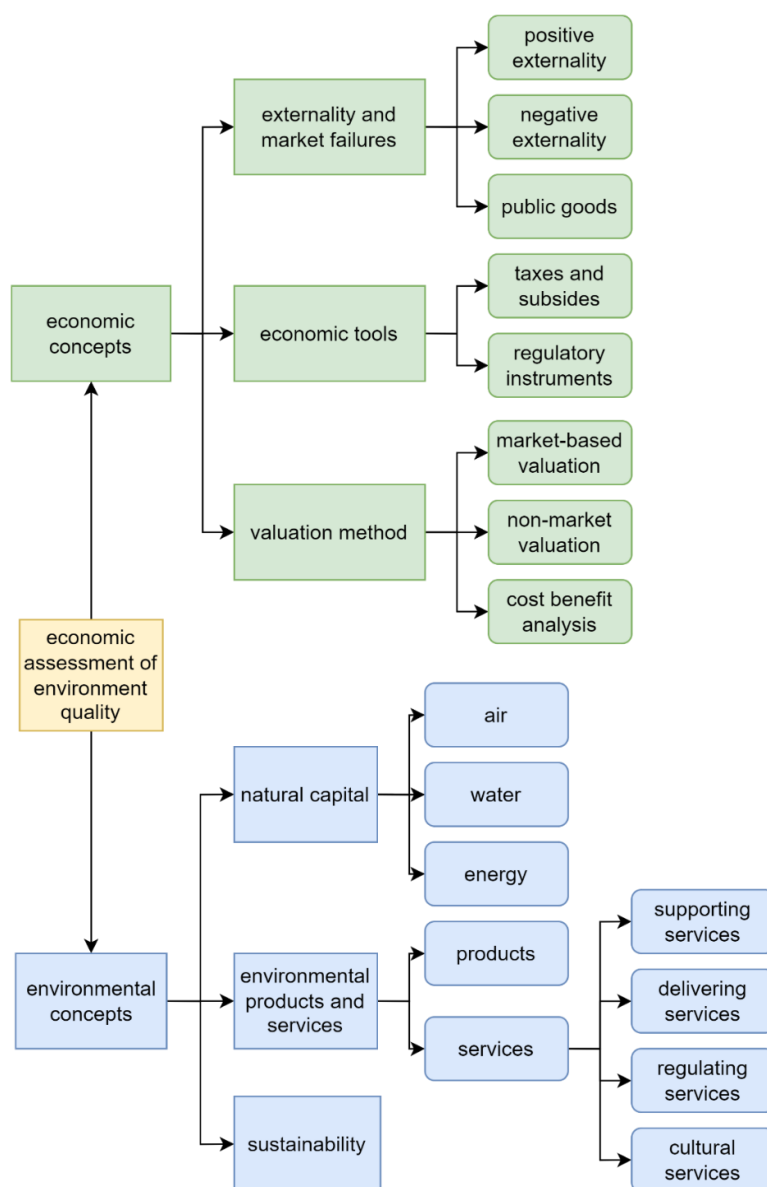 positive
externality
externality and
market failures
negative
externality
public goods
economic
concepts
economic tools
taxes and
subsides
regulatory
instruments
valuation method
market-based
valuation
non-market
valuation
cost benefit
analysis
economic
assessment of
environment
quality
natural capital
air
water
energy
environmental
concepts
environmental
products and
services
products
services
supporting
services
delivering
services
regulating
services
cultural
services
sustainability